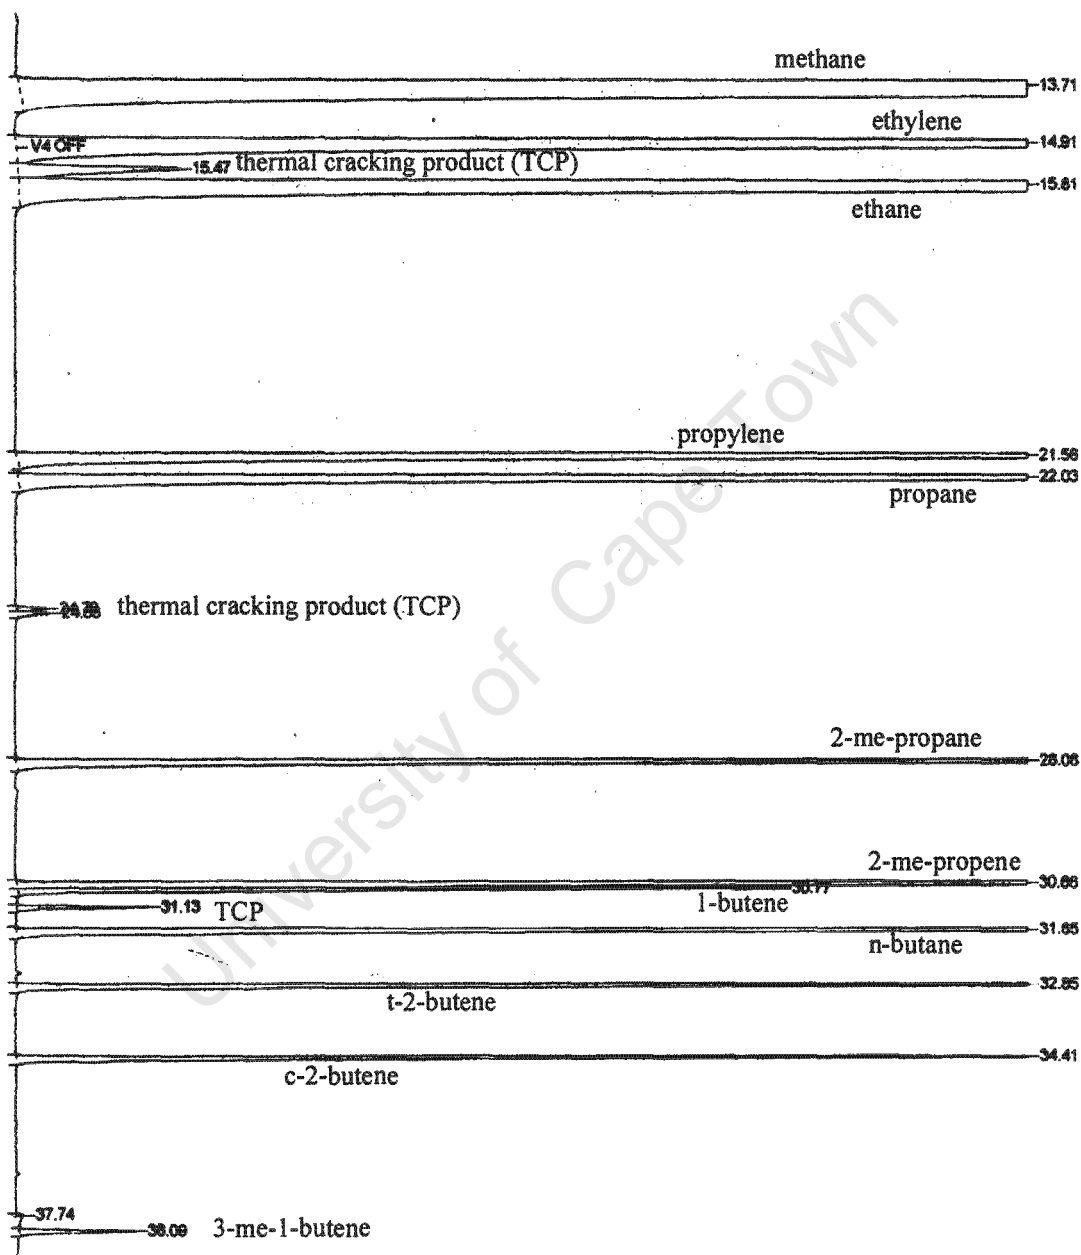 methane
13.71
ethylene
V4 OFF
14.91
15.47 thermal cracking product (TCP)
15.81
ethane
propylene
21.56
22.03
propane
thermal cracking product (TCP)
2-me-propane
28.06
2-me-propene
30.66
30.77
1-butene
31.13 TCP
31.65
n-butane
32.85
t-2-butene
34.41
c-2-butene
37.74
38.09 3-me-1-butene
University of Cape Town